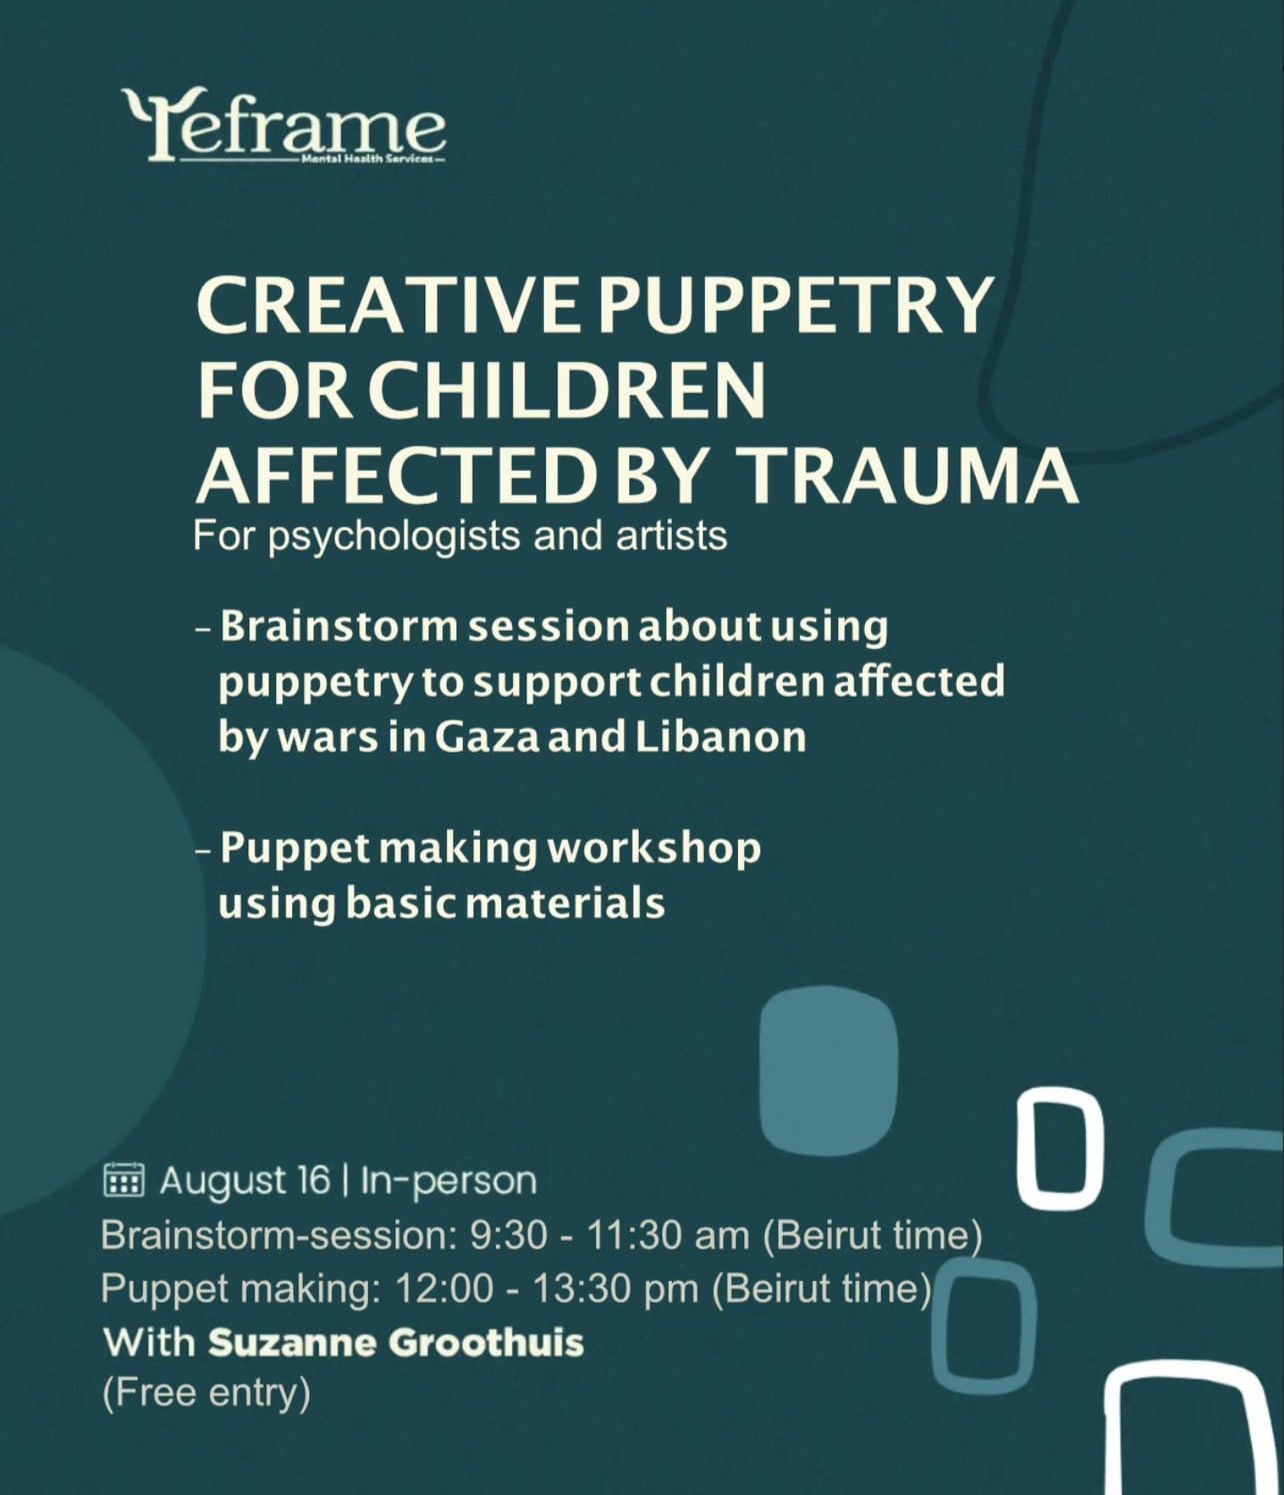 reframe
Mental Health Services
CREATIVE PUPPETRY
FOR CHILDREN
AFFECTED BY TRAUMA
For psychologists and artists
– Brainstorm session about using
puppetry to support children affected
by wars in Gaza and Libanon
– Puppet making workshop
using basic materials
August 16 | In-person
Brainstorm-session: 9:30 - 11:30 am (Beirut time)
Puppet making: 12:00 - 13:30 pm (Beirut time)
With Suzanne Groothuis
(Free entry)